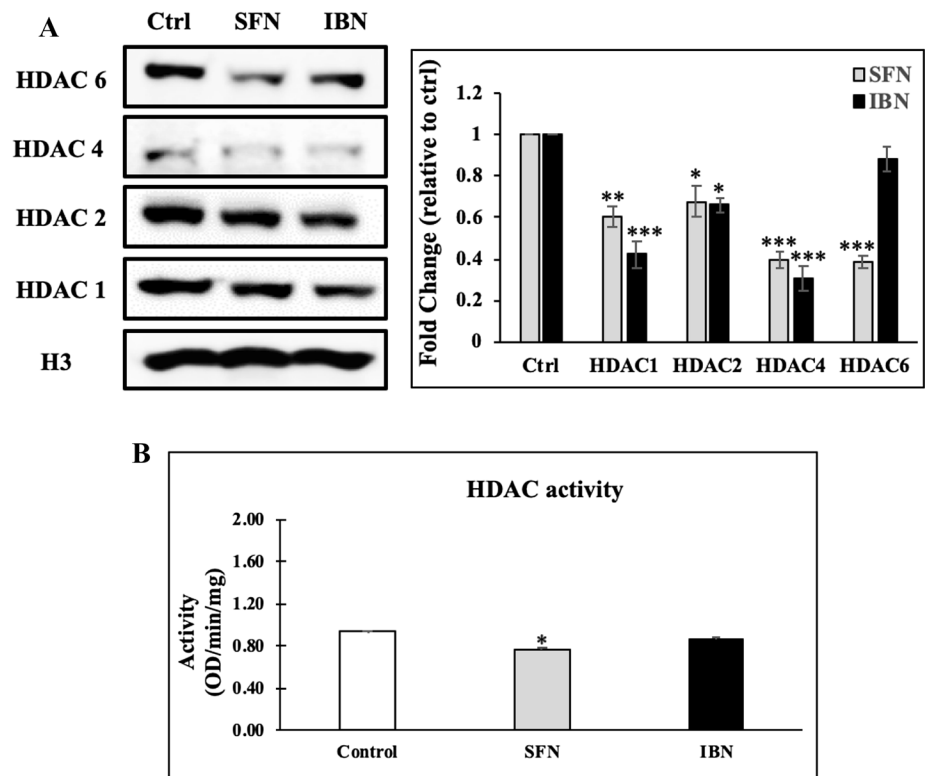 A
Ctrl SFN IBN
HDAC 6
HDAC 4
HDAC 2
HDAC 1
H3
Fold Change (relative to ctrl)
SFN
IBN
1.2
1
0.8
0.6
0.4
0.2
0
** *** * * *** *** ***
Ctrl HDAC1 HDAC2 HDAC4 HDAC6
B
HDAC activity
Activity
(OD/min/mg)
2.00
1.60
1.20
0.80
0.40
0.00
*
Control SFN IBN